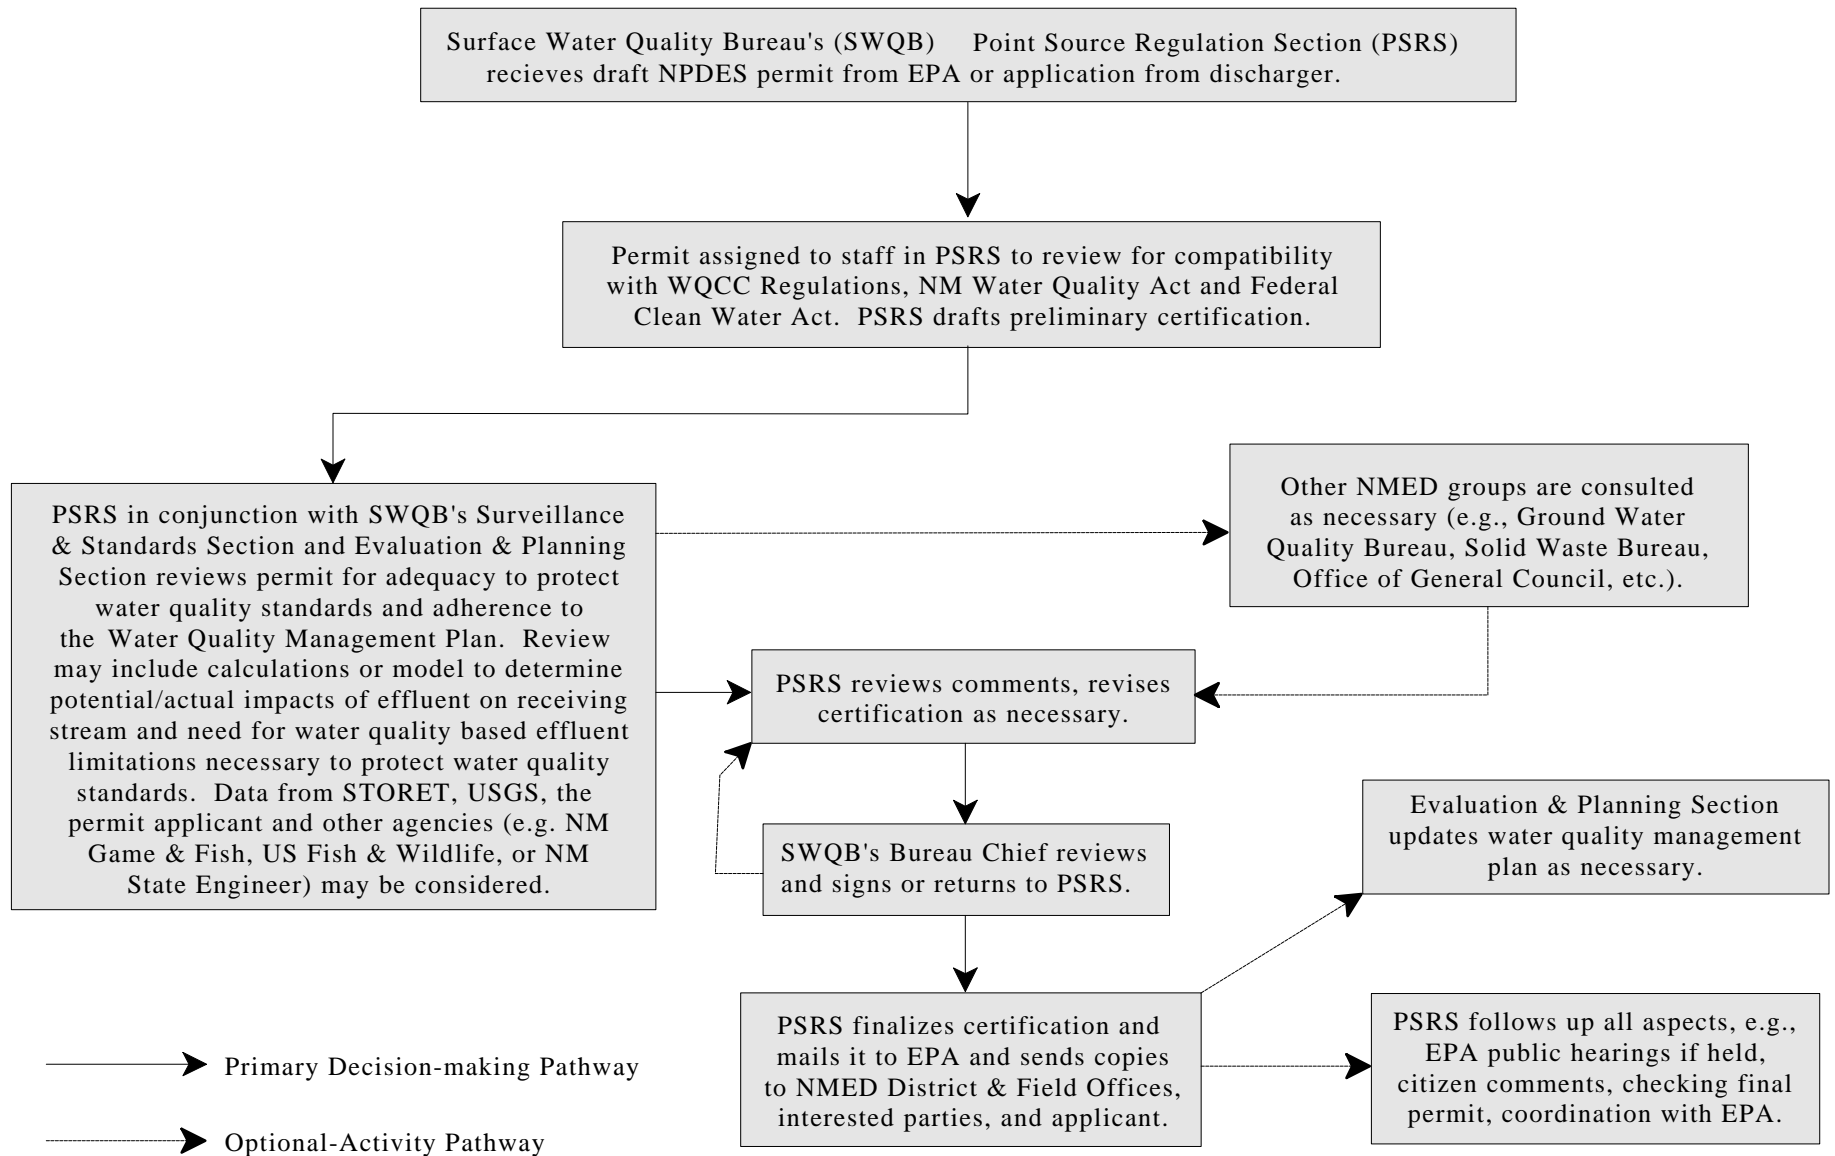 Surface Water Quality Bureau's (SWQB) Point Source Regulation Section (PSRS)
recieves draft NPDES permit from EPA or application from discharger.
Permit assigned to staff in PSRS to review for compatibility
with WQCC Regulations, NM Water Quality Act and Federal
Clean Water Act. PSRS drafts preliminary certification.
PSRS in conjunction with SWQB's Surveillance
& Standards Section and Evaluation & Planning
Section reviews permit for adequacy to protect
water quality standards and adherence to
the Water Quality Management Plan. Review
may include calculations or model to determine
potential/actual impacts of effluent on receiving
stream and need for water quality based effluent
limitations necessary to protect water quality
standards. Data from STORET, USGS, the
permit applicant and other agencies (e.g. NM
Game & Fish, US Fish & Wildlife, or NM
State Engineer) may be considered.
Other NMED groups are consulted
as necessary (e.g., Ground Water
Quality Bureau, Solid Waste Bureau,
Office of General Council, etc.).
PSRS reviews comments, revises
certification as necessary.
SWQB's Bureau Chief reviews
and signs or returns to PSRS.
Evaluation & Planning Section
updates water quality management
plan as necessary.
PSRS finalizes certification and
mails it to EPA and sends copies
to NMED District & Field Offices,
interested parties, and applicant.
PSRS follows up all aspects, e.g.,
EPA public hearings if held,
citizen comments, checking final
permit, coordination with EPA.
Primary Decision-making Pathway
Optional-Activity Pathway